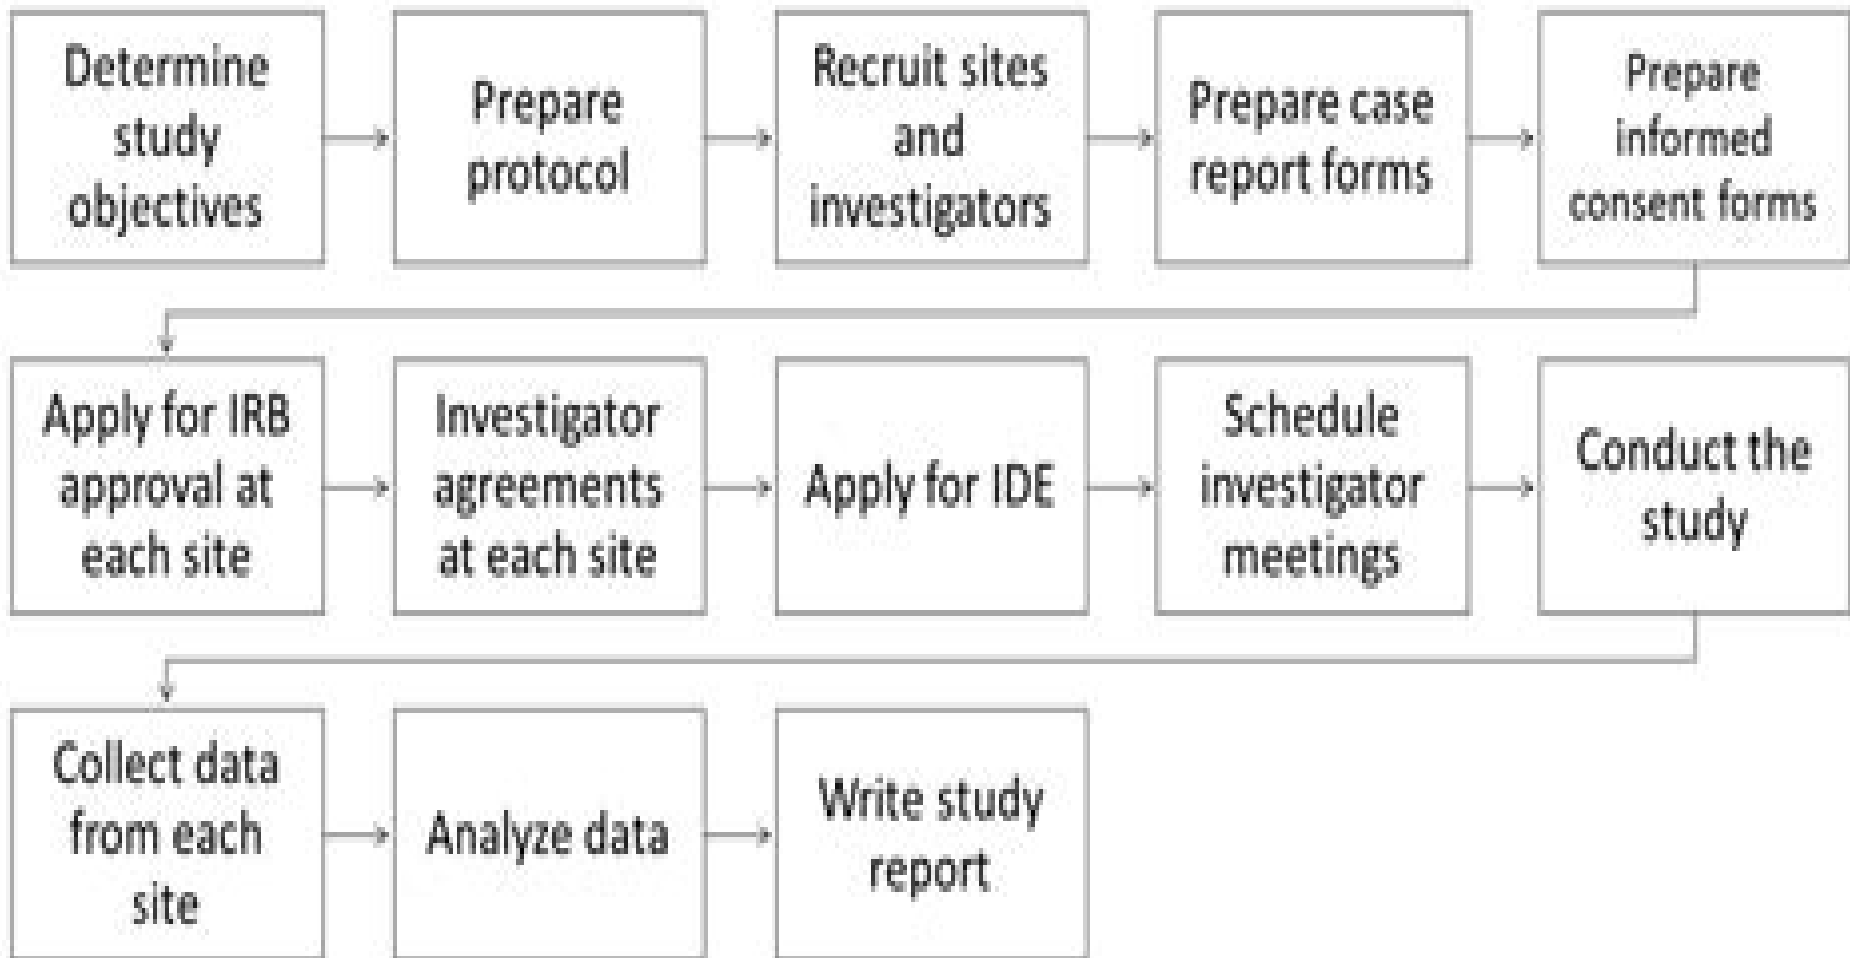 Determine
study
objectives
Prepare
protocol
Recruit sites
and
investigators
Prepare case
report forms
Prepare
informed
consent forms
Apply for IRB
approval at
each site
Investigator
agreements
at each site
Apply for IDE
Schedule
investigator
meetings
Conduct the
study
Collect data
from each
site
Analyze data
Write study
report